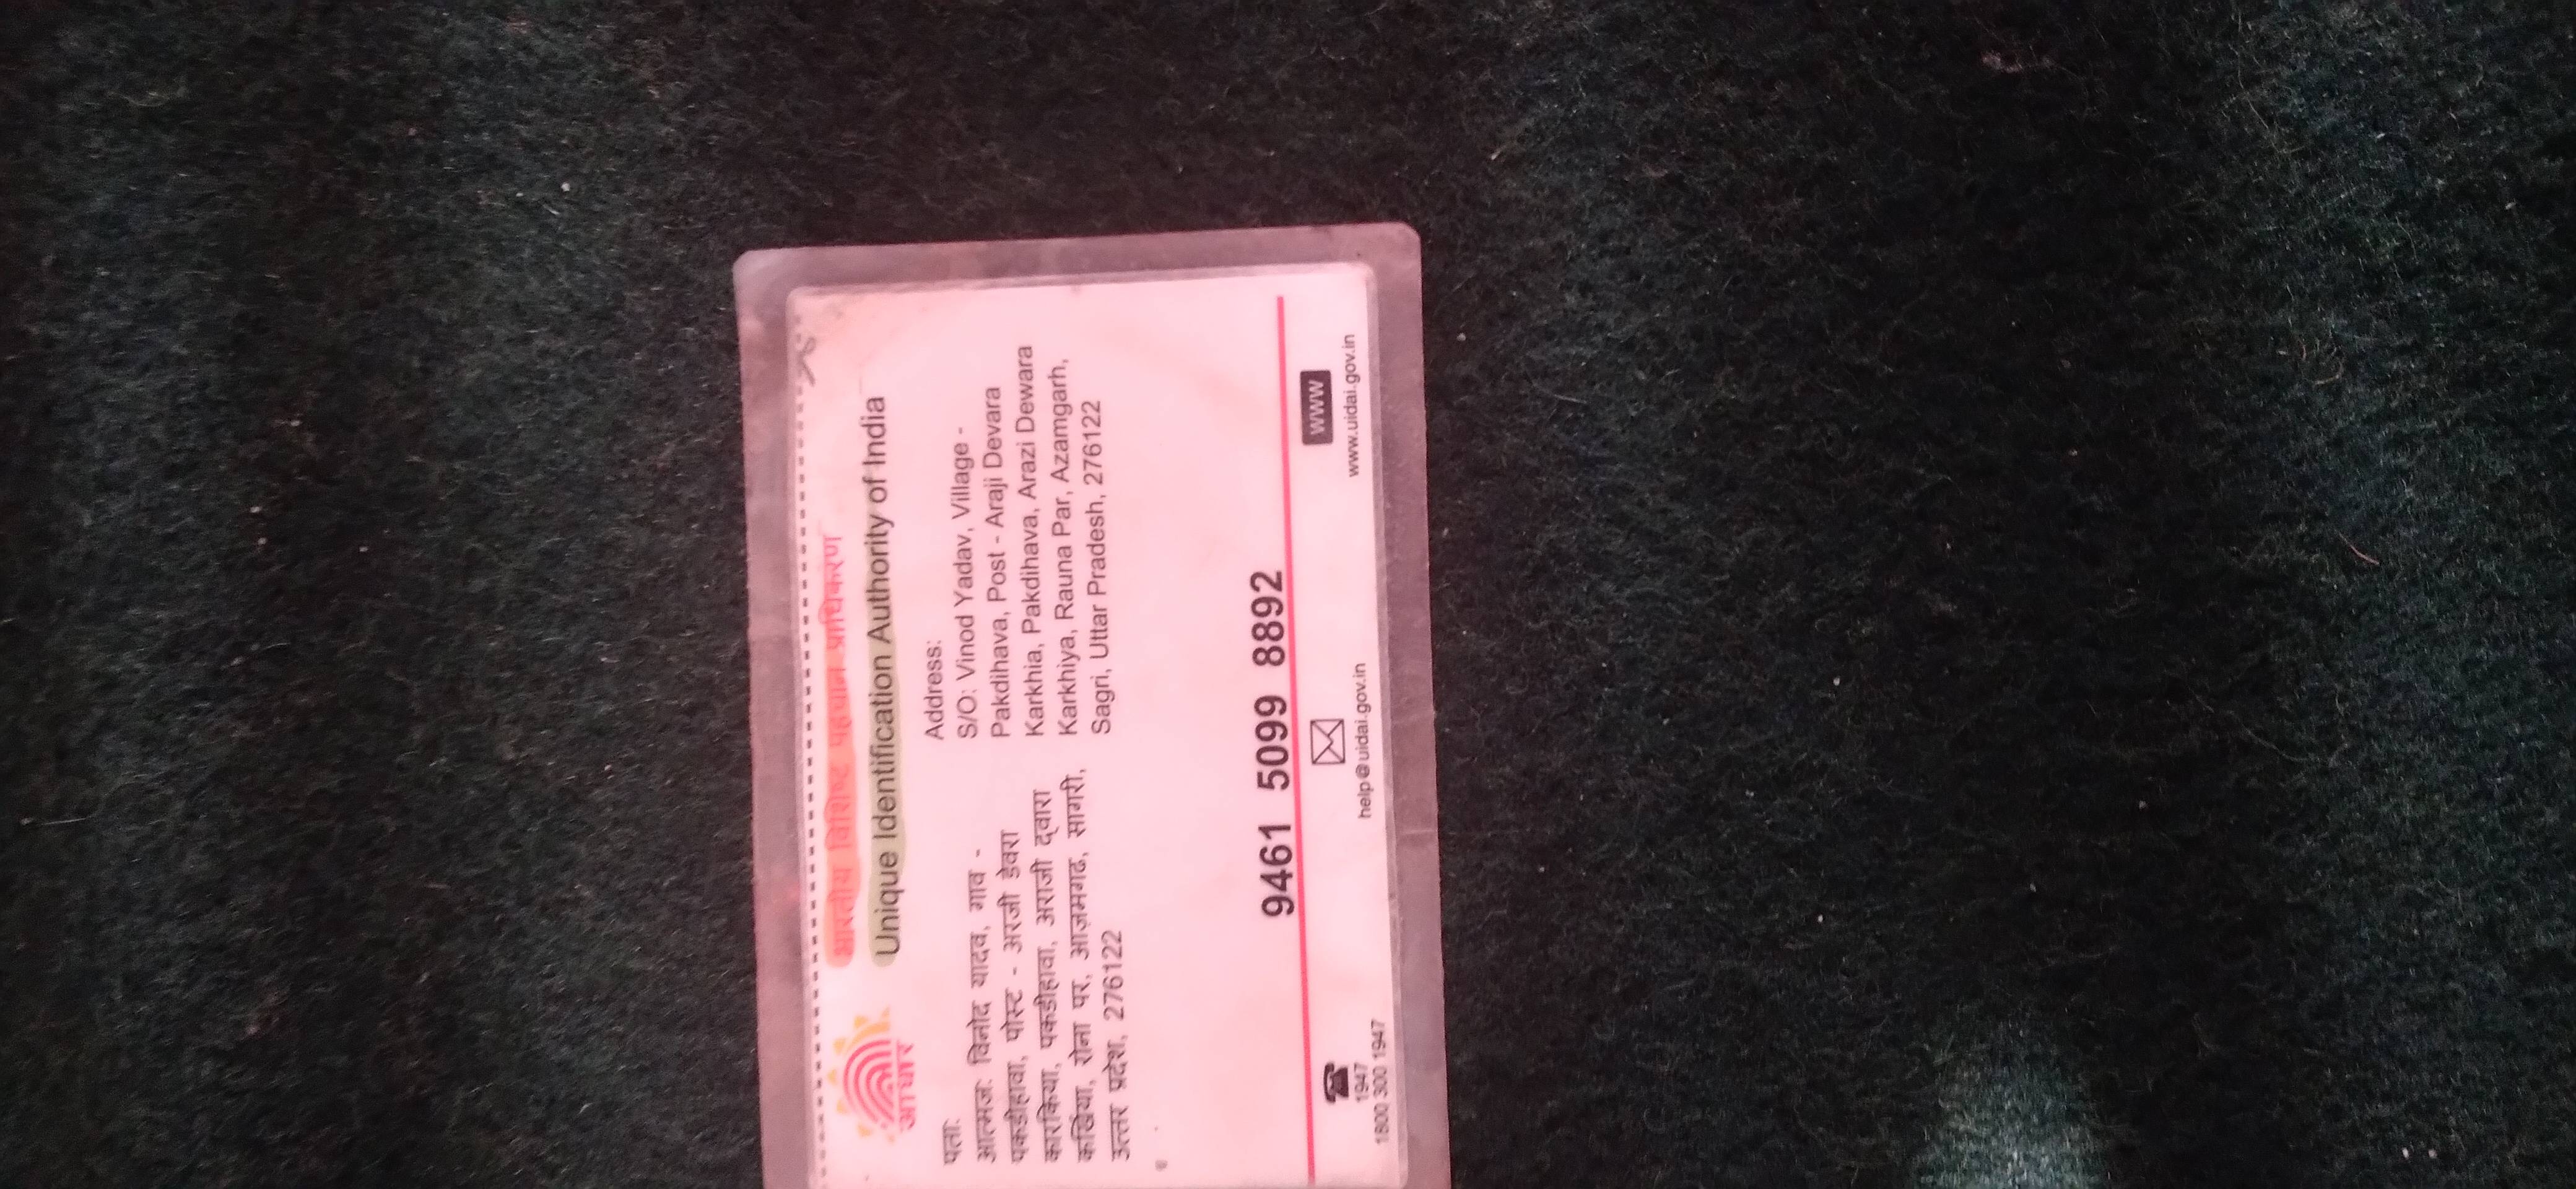 भारतीय विशिष्ट पहचान प्राधिकरण
Unique Identification Authority of India
आधार
पता:
आत्मज: विनोद यादव, गाव -
पकडीहावा, पोस्ट - अरजी डेवरा
कारकिया, पकडीहावा, अराजी द्वारा
कर्खिया, रोना पर, आज़मगढ, सागरी,
उत्तर प्रदेश, 276122
Address:
S/O: Vinod Yadav, Village -
Pakdihava, Post - Araji Devara
Karkhia, Pakdihava, Arazi Dewara
Karkhiya, Rauna Par, Azamgarh,
Sagri, Uttar Pradesh, 276122
9461 5099 8892
1947
1800 300 1947
help@uidai.gov.in
WWW
www.uidai.gov.in